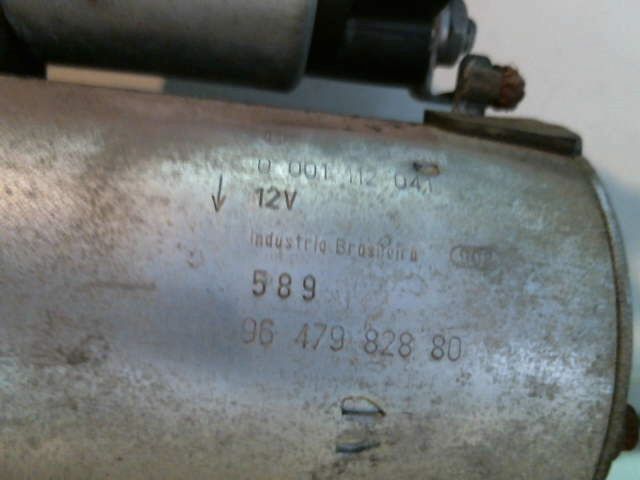 0 001 112 041
12V
Industria Brasileira
589
96 479 828 80